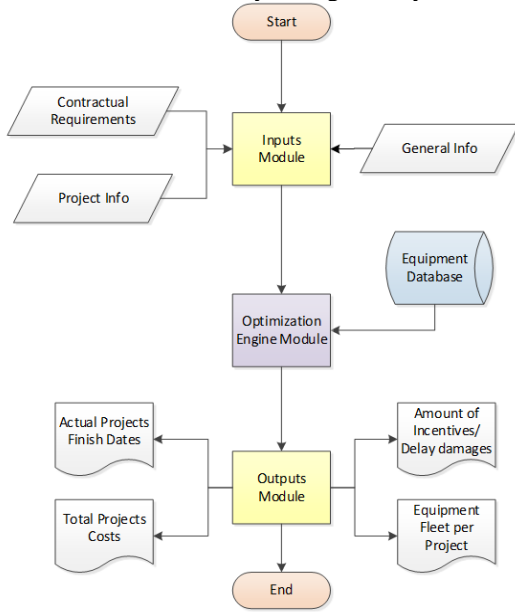 Start
Contractual
Requirements
Inputs
Module
General Info
Project Info
Equipment
Database
Optimization
Engine Module
Actual Projects
Finish Dates
Amount of
Incentives/
Delay damages
Outputs
Module
Total Projects
Costs
Equipment
Fleet per
Project
End